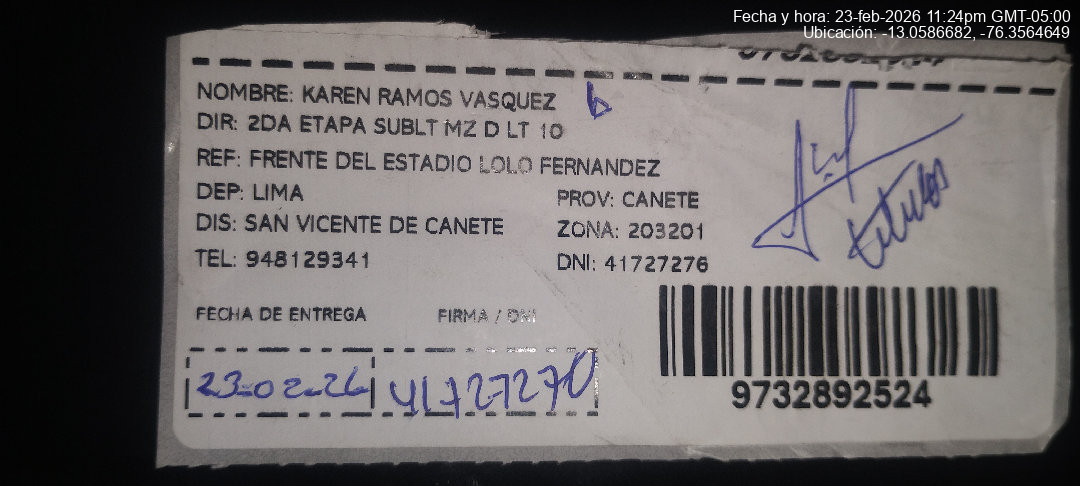 Fecha y hora: 23-feb-2026 11:24pm GMT-05:00
Ubicación: -13.0586682, -76.3564649
NOMBRE: KAREN RAMOS VASQUEZ
DIR: 2DA ETAPA SUBLT MZ D LT 10
REF: FRENTE DEL ESTADIO LOLO FERNANDEZ
DEP: LIMA PROV: CANETE
DIS: SAN VICENTE DE CANETE ZONA: 203201
TEL: 948129341 DNI: 41727276
Titular
FECHA DE ENTREGA FIRMA / DNI
23-02-26 41727270
9732892524